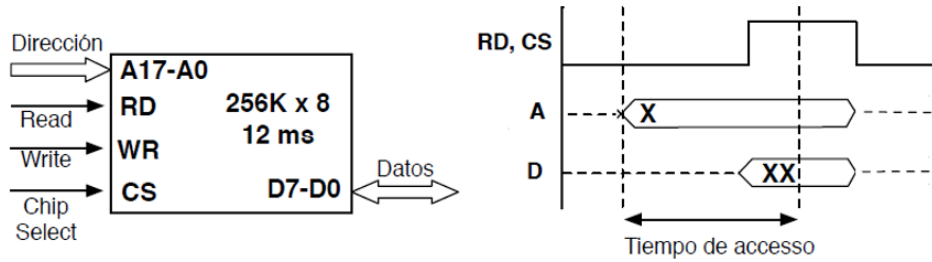 Dirección
A17-A0
RD
256K x 8
Read
12 ms
WR
Write
Datos
CS
D7-D0
Chip
Select
RD, CS
A
X
D
XX
Tiempo de accesso